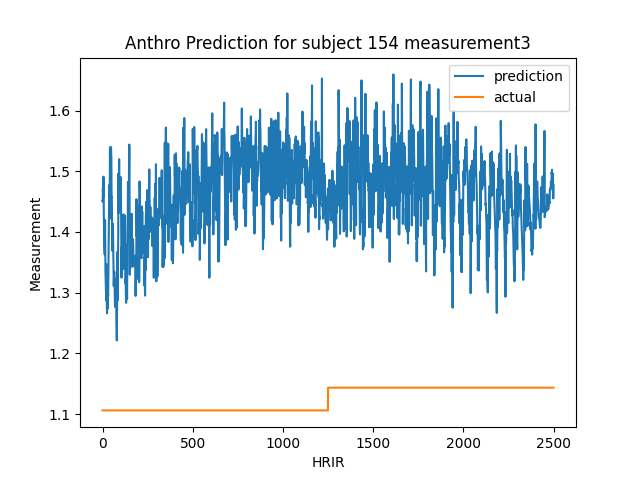 Anthro Prediction for subject 154 measurement3
prediction
actual
Measurement
1.6
1.5
1.4
1.3
1.2
1.1
0 500 1000 1500 2000 2500
HRIR